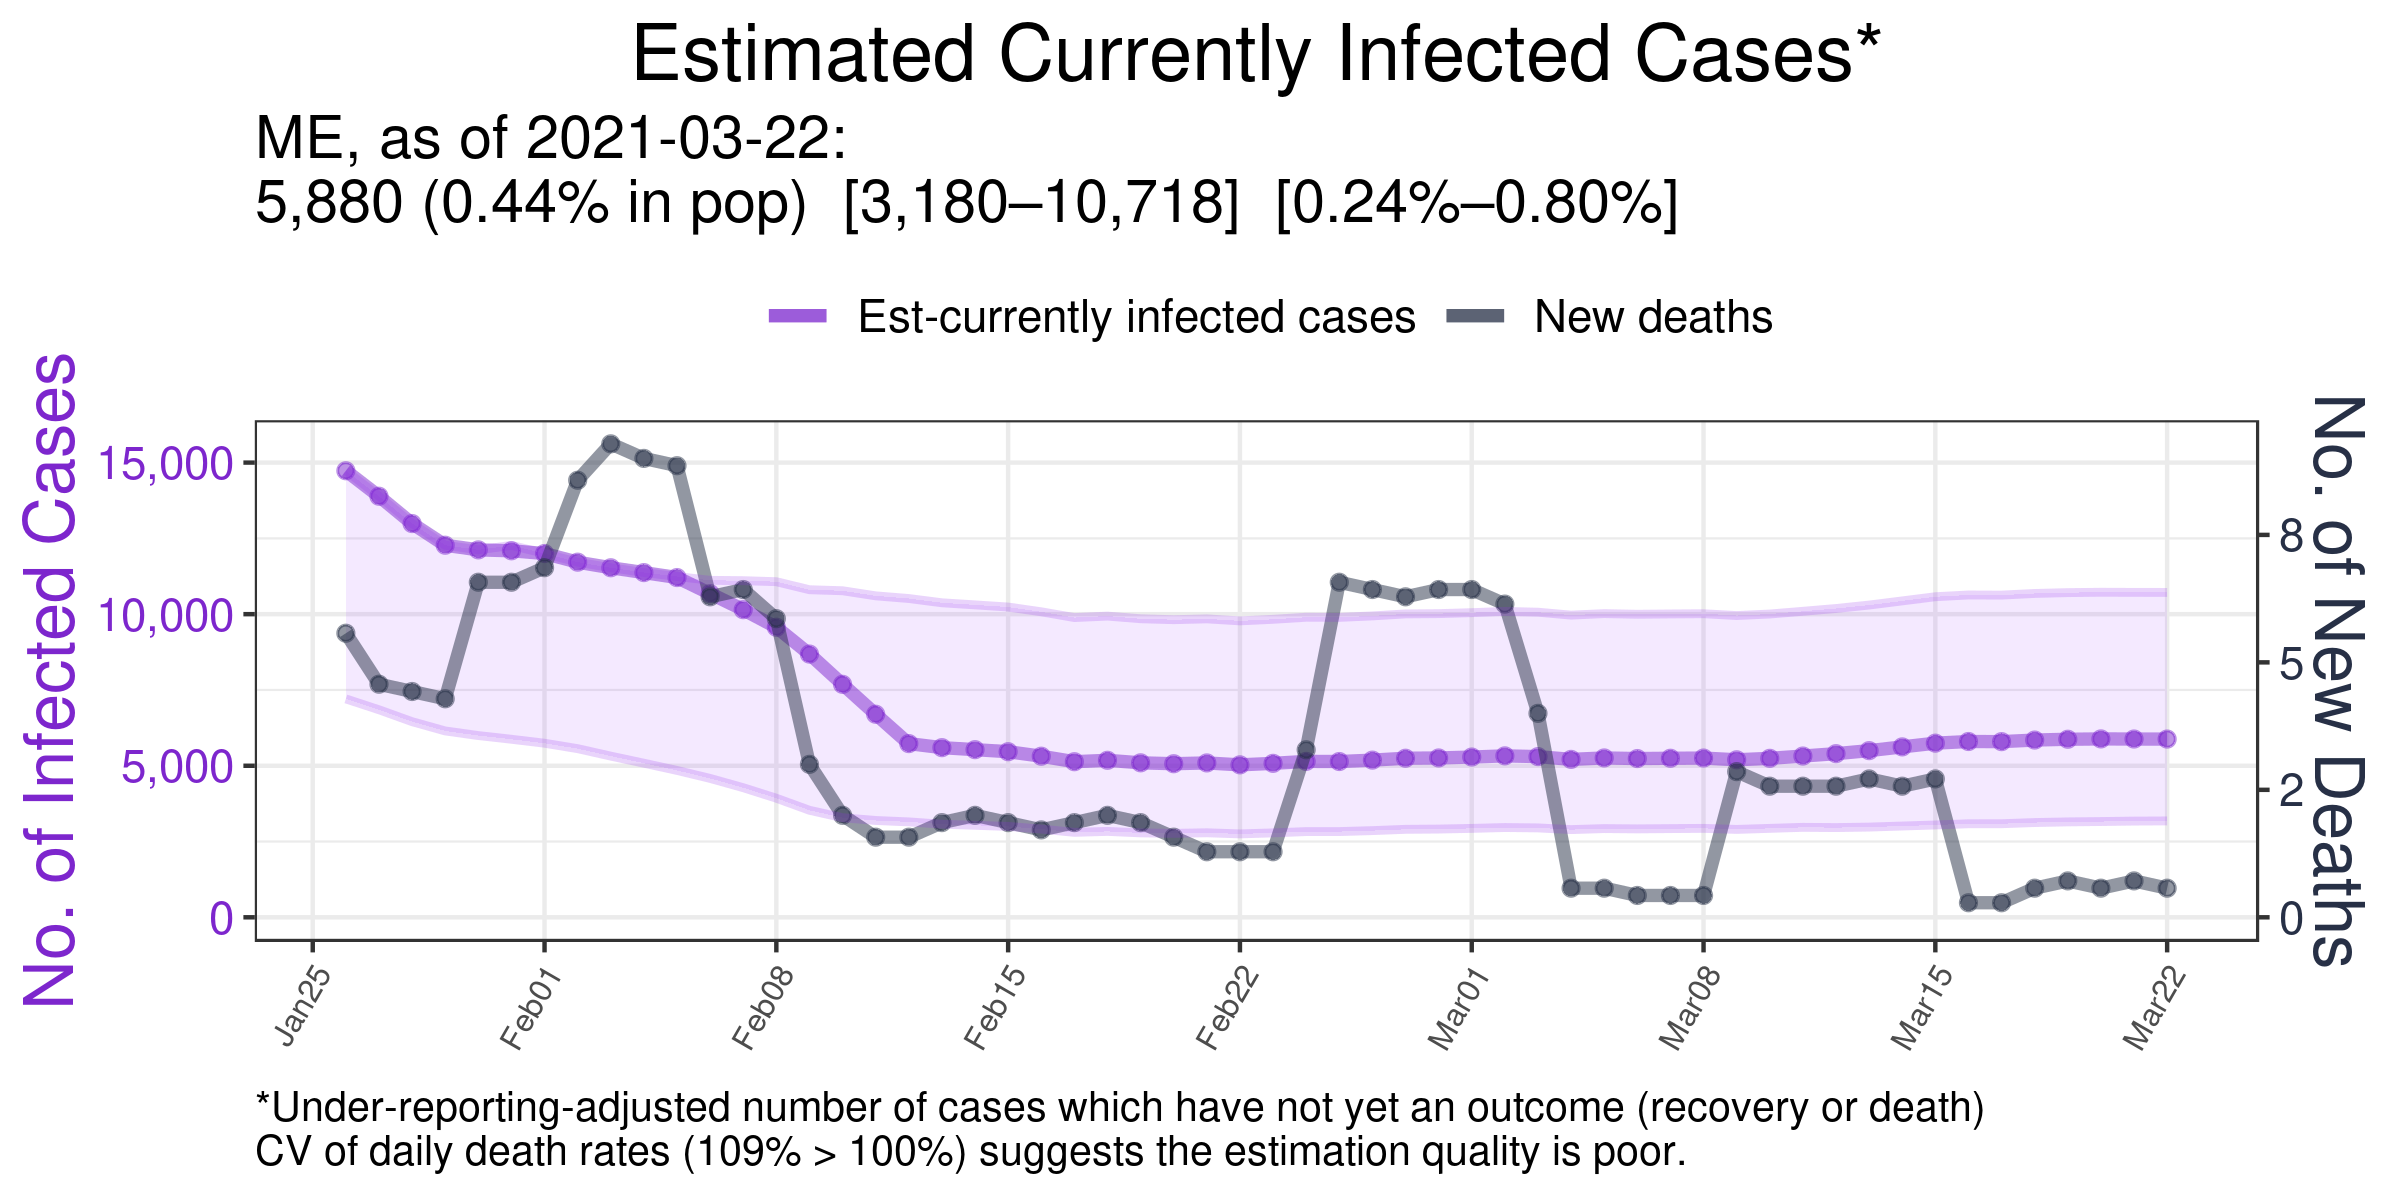 Estimated Currently Infected Cases*
ME, as of 2021-03-22:
5,880 (0.44% in pop)  [3,180–10,718]  [0.24%–0.80%]
Est-currently infected cases
New deaths
No. of Infected Cases
15,000
10,000
5,000
0
8
5
2
0
No. of New Deaths
Jan25
Feb01
Feb08
Feb15
Feb22
Mar01
Mar08
Mar15
Mar22
*Under-reporting-adjusted number of cases which have not yet an outcome (recovery or death)
CV of daily death rates (109% > 100%) suggests the estimation quality is poor.